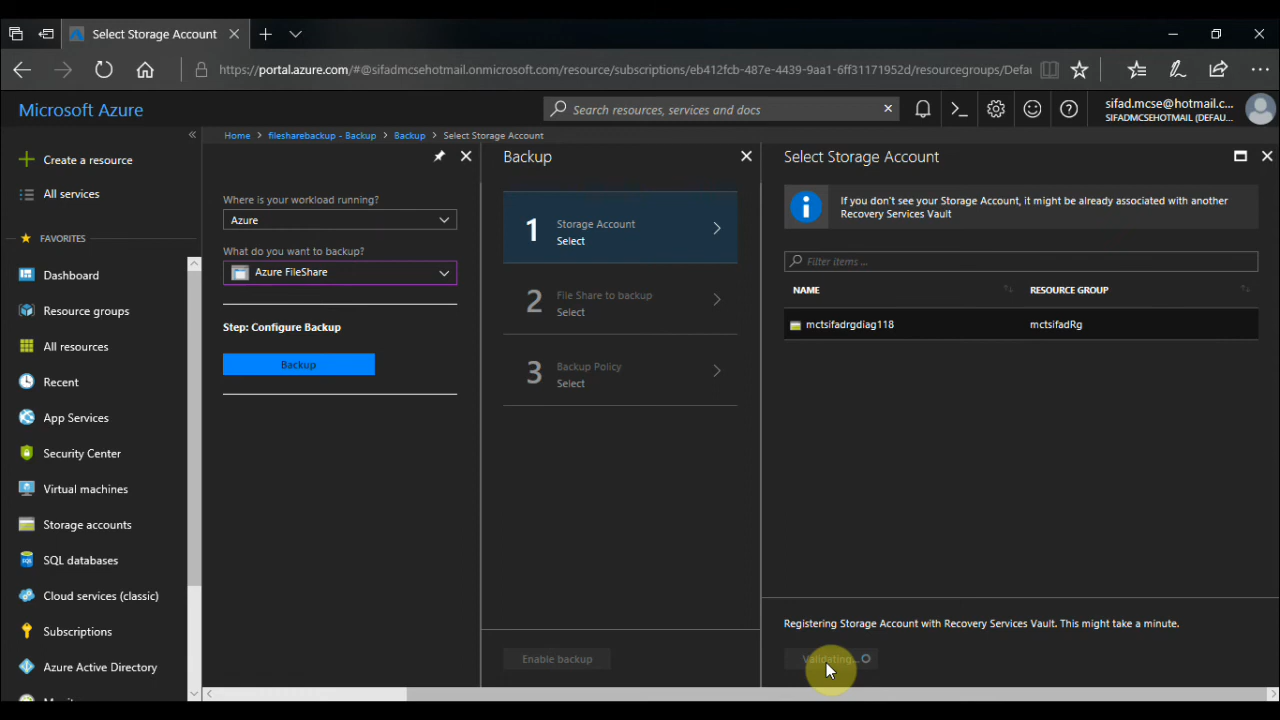 Select Storage Account
https://portal.azure.com/#@sifadmcsehotmail.onmicrosoft.com/resource/subscriptions/eb412fcb-487e-4439-9aa1-6ff31171952d/resourcegroups/Defau
Microsoft Azure
Search resources, services and docs
sifad.mcse@hotmail.c...
SIFADMCSEHOTMAIL (DEFAU...
Home > filesharebackup - Backup > Backup > Select Storage Account
Create a resource
All services
FAVORITES
Dashboard
Resource groups
All resources
Recent
App Services
Security Center
Virtual machines
Storage accounts
SQL databases
Cloud services (classic)
Subscriptions
Azure Active Directory
Where is your workload running?
Azure
What do you want to backup?
Azure FileShare
Step: Configure Backup
Backup
Backup
1 Storage Account
Select
2 File Share to backup
Select
3 Backup Policy
Select
Enable backup
Select Storage Account
If you don't see your Storage Account, it might be already associated with another
Recovery Services Vault
Filter items ...
NAME RESOURCE GROUP
mctsifadrgdiag118 mctsifadRg
Registering Storage Account with Recovery Services Vault. This might take a minute.
Validating...